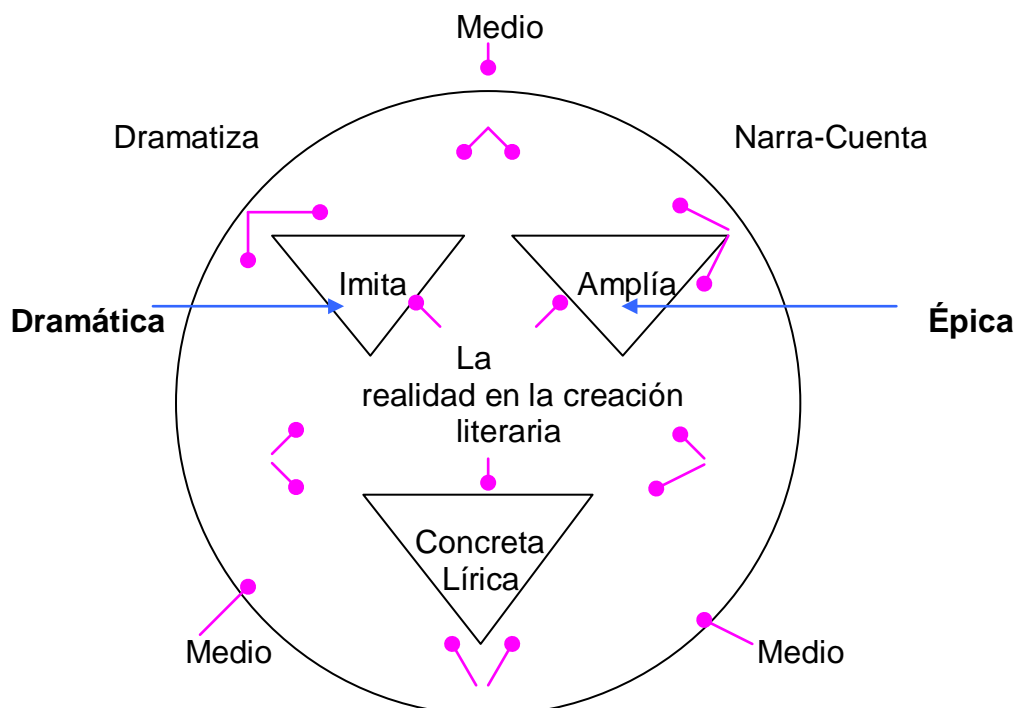 Medio
Dramatiza
Narra-Cuenta
Imita
Amplía
Dramática
Épica
La
realidad en la creación
literaria
Concreta
Lírica
Medio
Medio